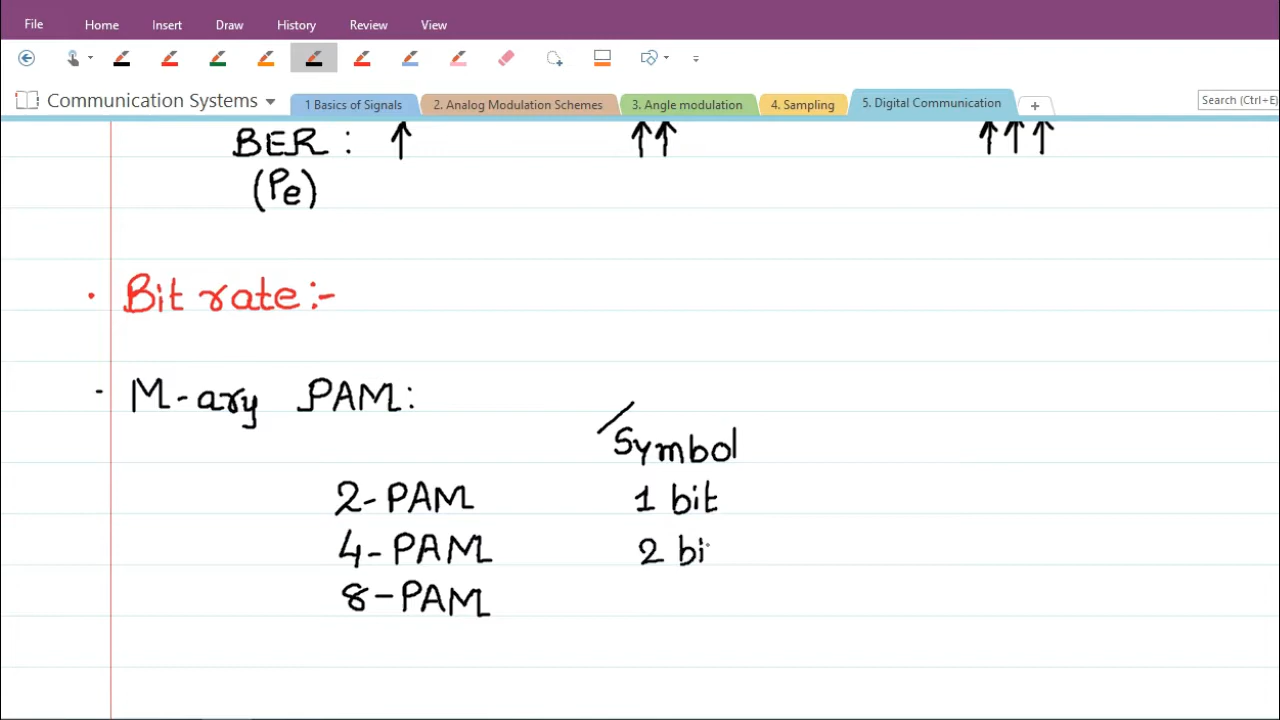 File Home Insert Draw History Review View
Communication Systems 1 Basics of Signals 2. Analog Modulation Schemes 3. Angle modulation 4. Sampling 5. Digital Communication + Search (Ctrl+E)
BER : ↑ ↑↑ ↑↑↑
(Pe)
· Bit rate :-
· M-ary PAM:
/Symbol
2-PAM 1 bit
4-PAM 2 bi
8-PAM